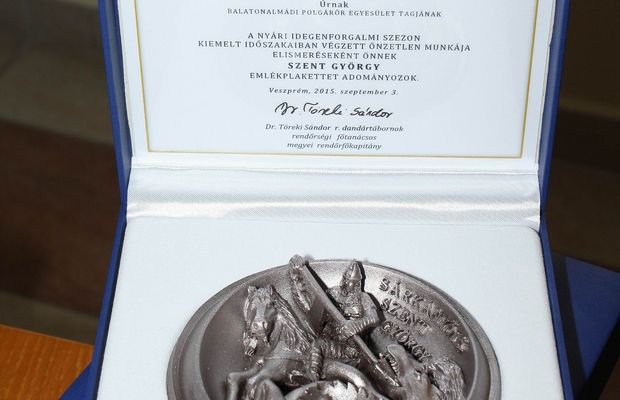 Úrnak
BALATONALMÁDI POLGÁRŐR EGYESÜLET TAGJÁNAK
A NYÁRI IDEGENFORGALMI SZEZON
KIEMELT IDŐSZAKAIBAN VÉGZETT ÖNZETLEN MUNKÁJA
ELISMERÉSEKÉNT ÖNNEK
SZENT GYÖRGY
EMLÉKPLAKETTET ADOMÁNYOZOK.
Veszprém, 2015. szeptember 3.
Dr. Töreki Sándor
Dr. Töreki Sándor r. dandártábornok
rendőrségi főtanácsos
megyei rendőrfőkapitány
SÁRKÁNYÖLŐ
SZENT
GYÖRGY